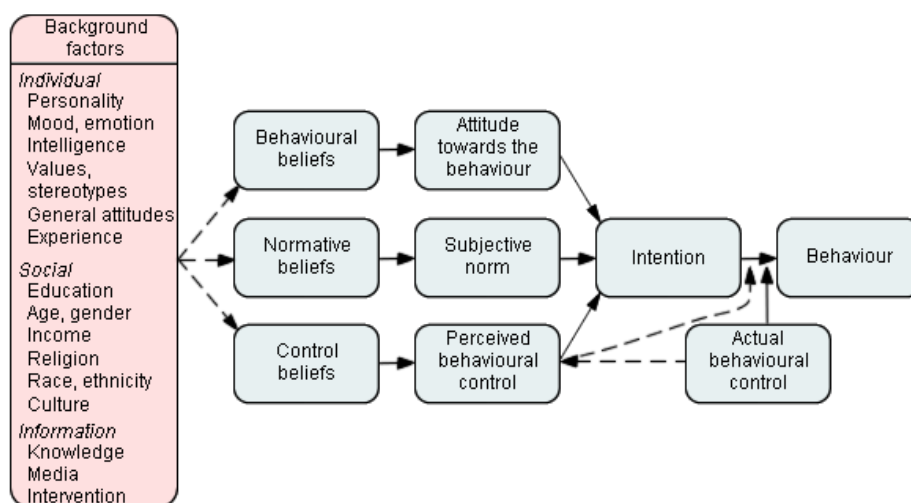 Background
factors
Individual
Personality
Mood, emotion
Intelligence
Values,
stereotypes
General attitudes
Experience
Social
Education
Age, gender
Income
Religion
Race, ethnicity
Culture
Information
Knowledge
Media
Intervention
Behavioural
beliefs
Attitude
towards the
behaviour
Normative
beliefs
Subjective
norm
Intention
Behaviour
Control
beliefs
Perceived
behavioural
control
Actual
behavioural
control